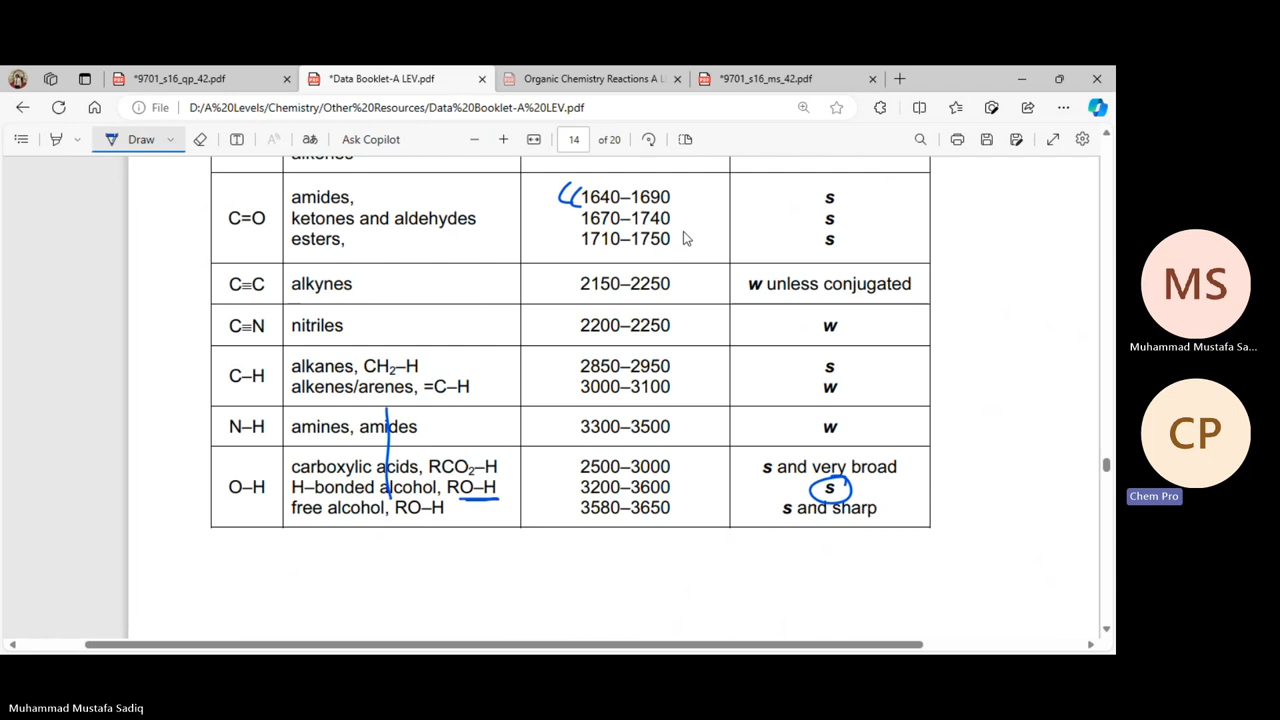 *9701_s16_qp_42.pdf
*Data Booklet-A LEV.pdf
Organic Chemistry Reactions A L
*9701_s16_ms_42.pdf
File D:/A%20Levels/Chemistry/Other%20Resources/Data%20Booklet-A%20LEV.pdf
Draw Ask Copilot 14 of 20
alkenes
C=O
amides, 1640–1690 s
ketones and aldehydes 1670–1740 s
esters, 1710–1750 s
C≡C alkynes 2150–2250 w unless conjugated
C≡N nitriles 2200–2250 w
C–H
alkanes, CH₂–H 2850–2950 s
alkenes/arenes, =C–H 3000–3100 w
N–H amines, amides 3300–3500 w
O–H
carboxylic acids, RCO₂–H 2500–3000 s and very broad
H–bonded alcohol, RO–H 3200–3600 s
free alcohol, RO–H 3580–3650 s and sharp
MS
Muhammad Mustafa Sa...
CP
Chem Pro
Muhammad Mustafa Sadiq